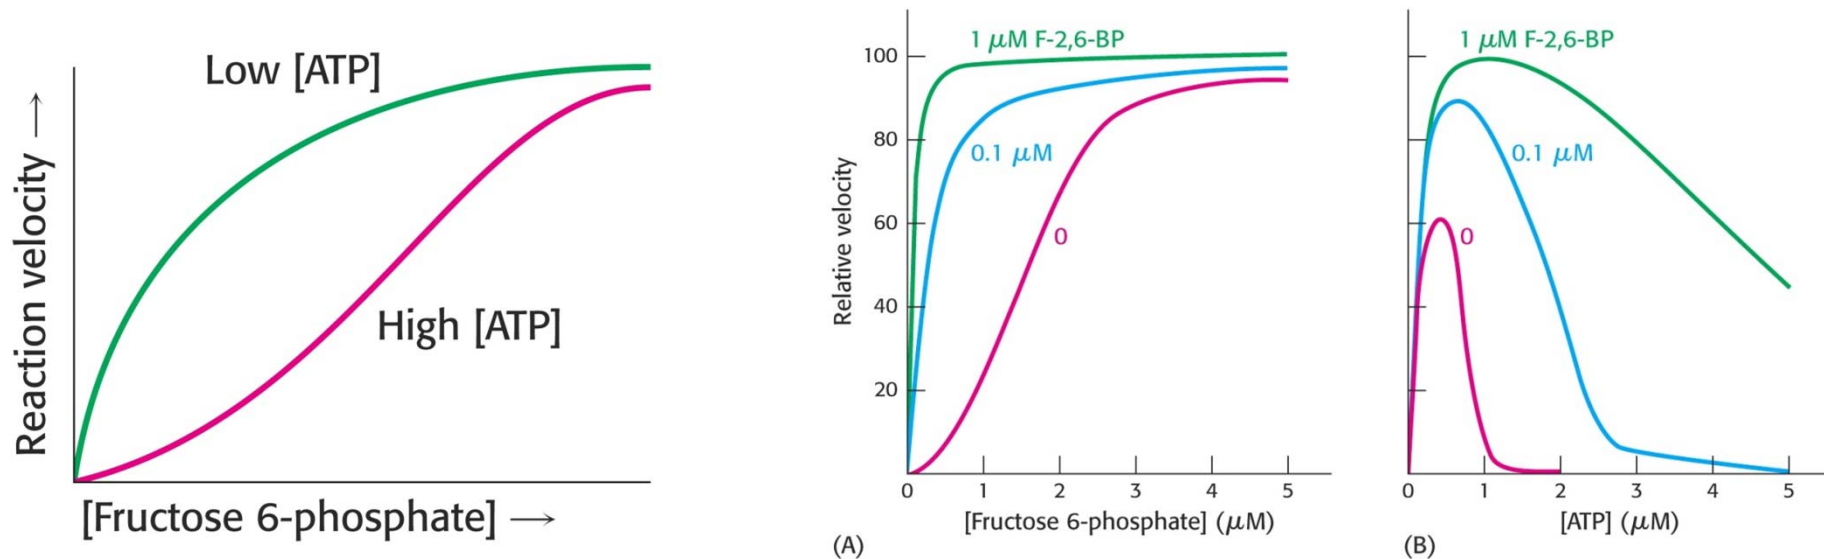 Low [ATP]
High [ATP]
Reaction velocity →
[Fructose 6-phosphate] →
1 μM F-2,6-BP
0.1 μM
0
Relative velocity
100
80
60
40
20
0 1 2 3 4 5
[Fructose 6-phosphate] (μM)
(A)
1 μM F-2,6-BP
0.1 μM
0
0 1 2 3 4 5
[ATP] (μM)
(B)